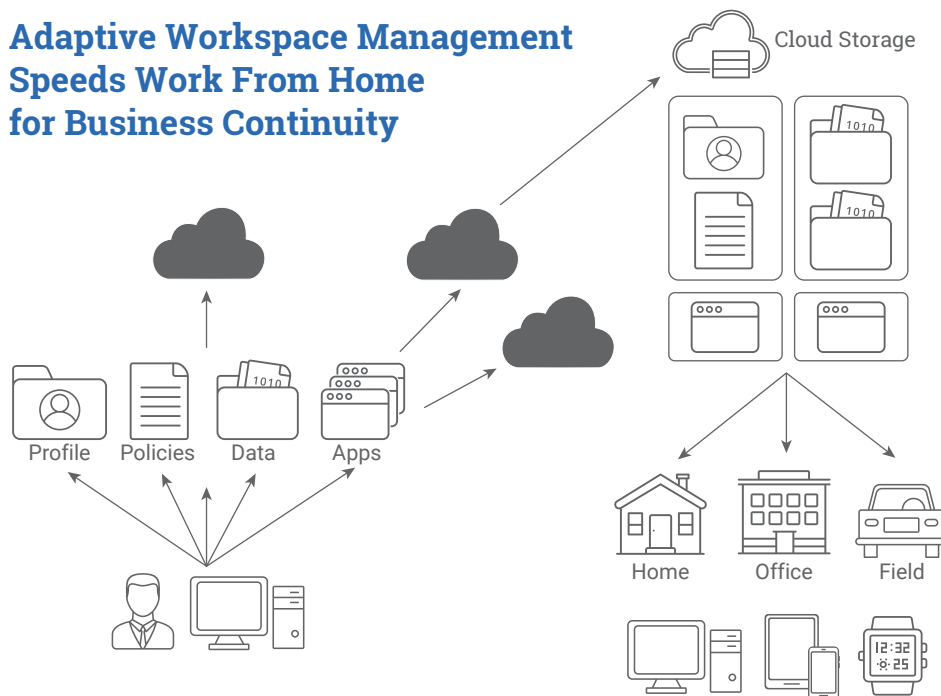 Adaptive Workspace Management
Speeds Work From Home
for Business Continuity
Cloud Storage
1010
1010
1010
Profile
Policies
Data
Apps
Home
Office
Field
12:32
25